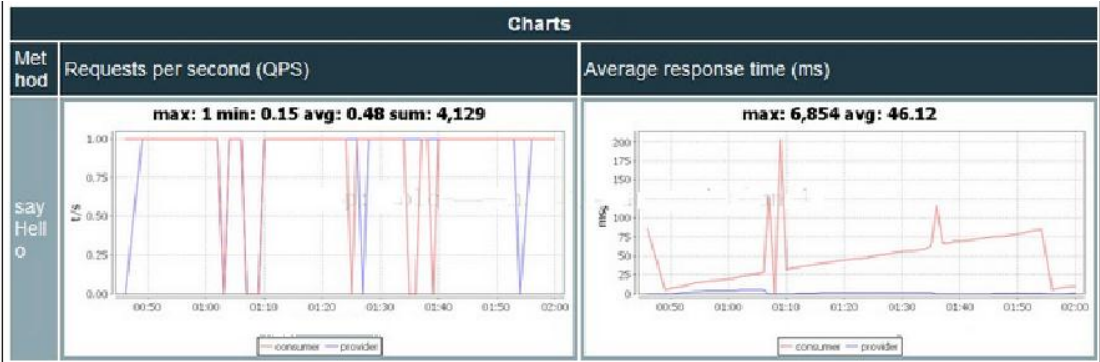 Charts
Met
hod
Requests per second (QPS)
Average response time (ms)
say
Hell
o
max: 1 min: 0.15 avg: 0.48 sum: 4,129
1.00
0.75
0.50
0.25
0.00
t/s
00:50 01:00 01:10 01:20 01:30 01:40 01:50 02:00
consumer provider
max: 6,854 avg: 46.12
200
175
150
100
75
50
25
0
ms
00:50 01:00 01:10 01:20 01:30 01:40 01:50 02:00
consumer provider